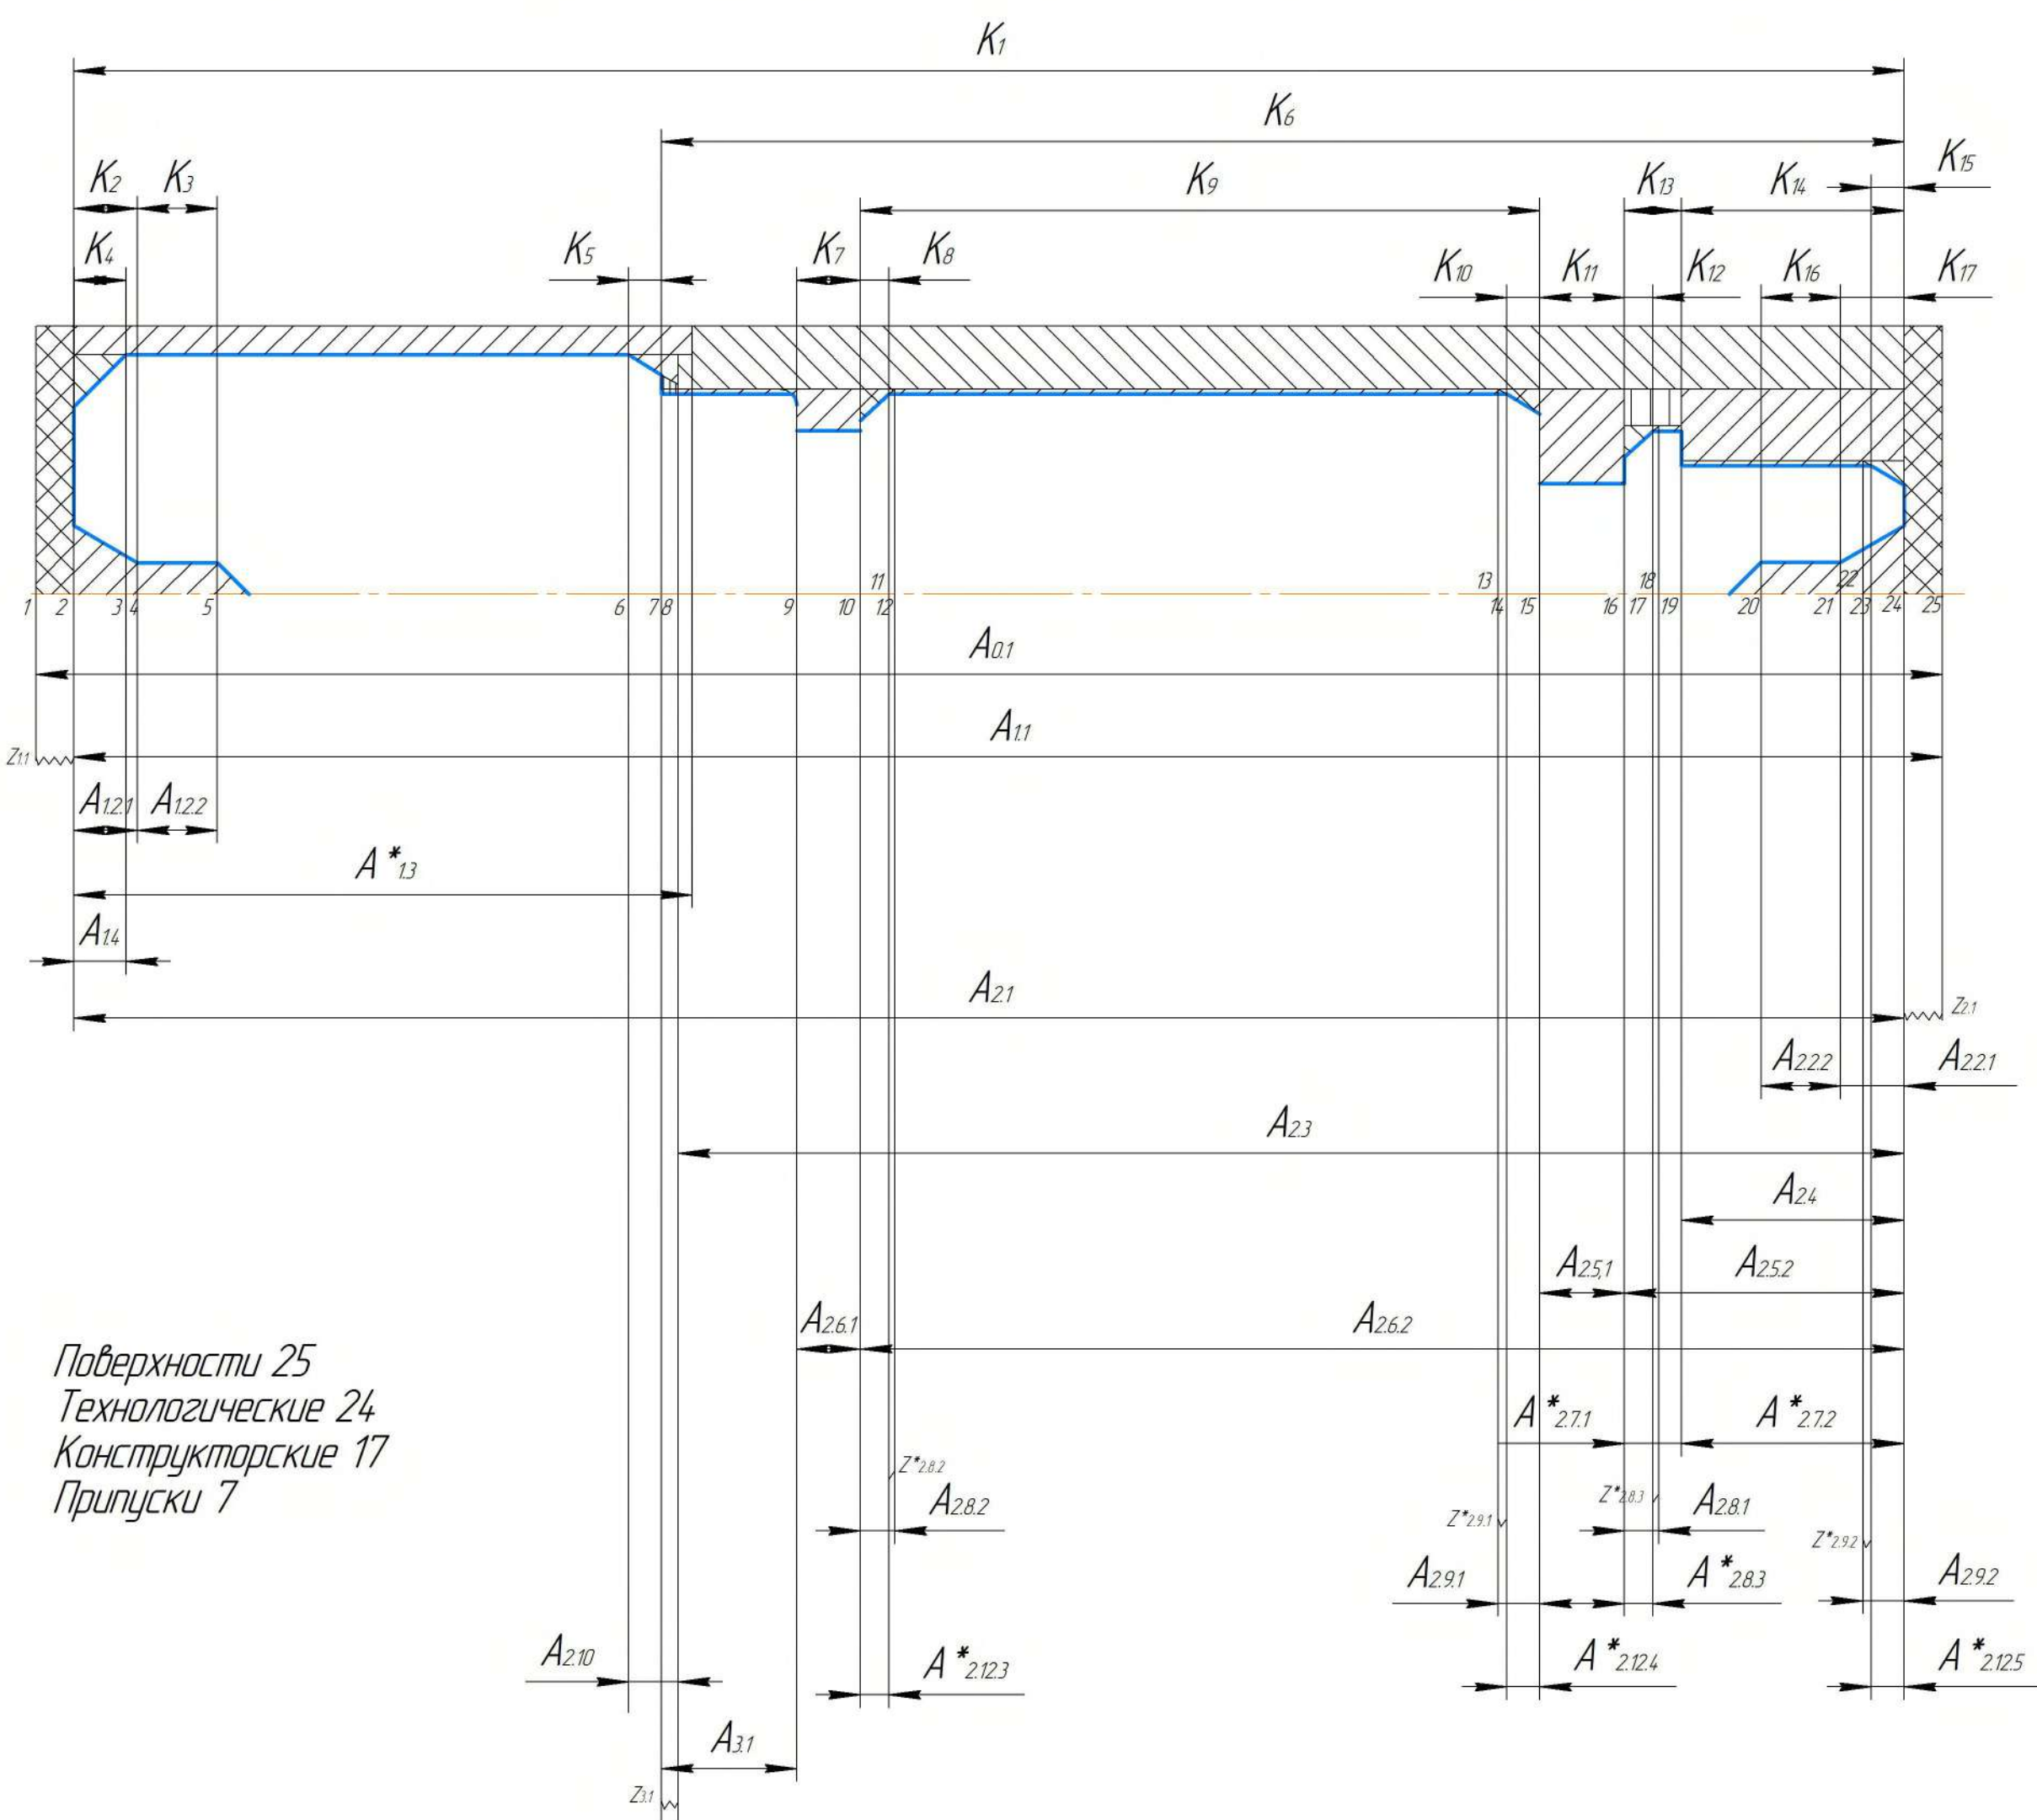 K1
K6
K15
K2 K3 K9 K13 K14
K4 K5 K7 K8 K10 K11 K12 K16 K17
11 13 18 22
1 2 3 4 5 6 7 8 9 10 12 14 15 16 17 19 20 21 23 24 25
A0.1
A1.1
Z1.1
A1.2.1 A1.2.2
A*1.3
A1.4
A2.1
Z2.1
A2.2.2 A2.2.1
A2.3
A2.4
A2.5,1 A2.5.2
A2.6.1 A2.6.2
Поверхности 25
Технологические 24
Конструкторские 17
Припуски 7
A*2.7.1 A*2.7.2
Z*2.8.2
A2.8.2 Z*2.8.3 A2.8.1
Z*2.9.1 Z*2.9.2
A2.9.1 A*2.8.3 A2.9.2
A2.10 A*2.12.3 A*2.12.4 A*2.12.5
A3.1
Z3.1